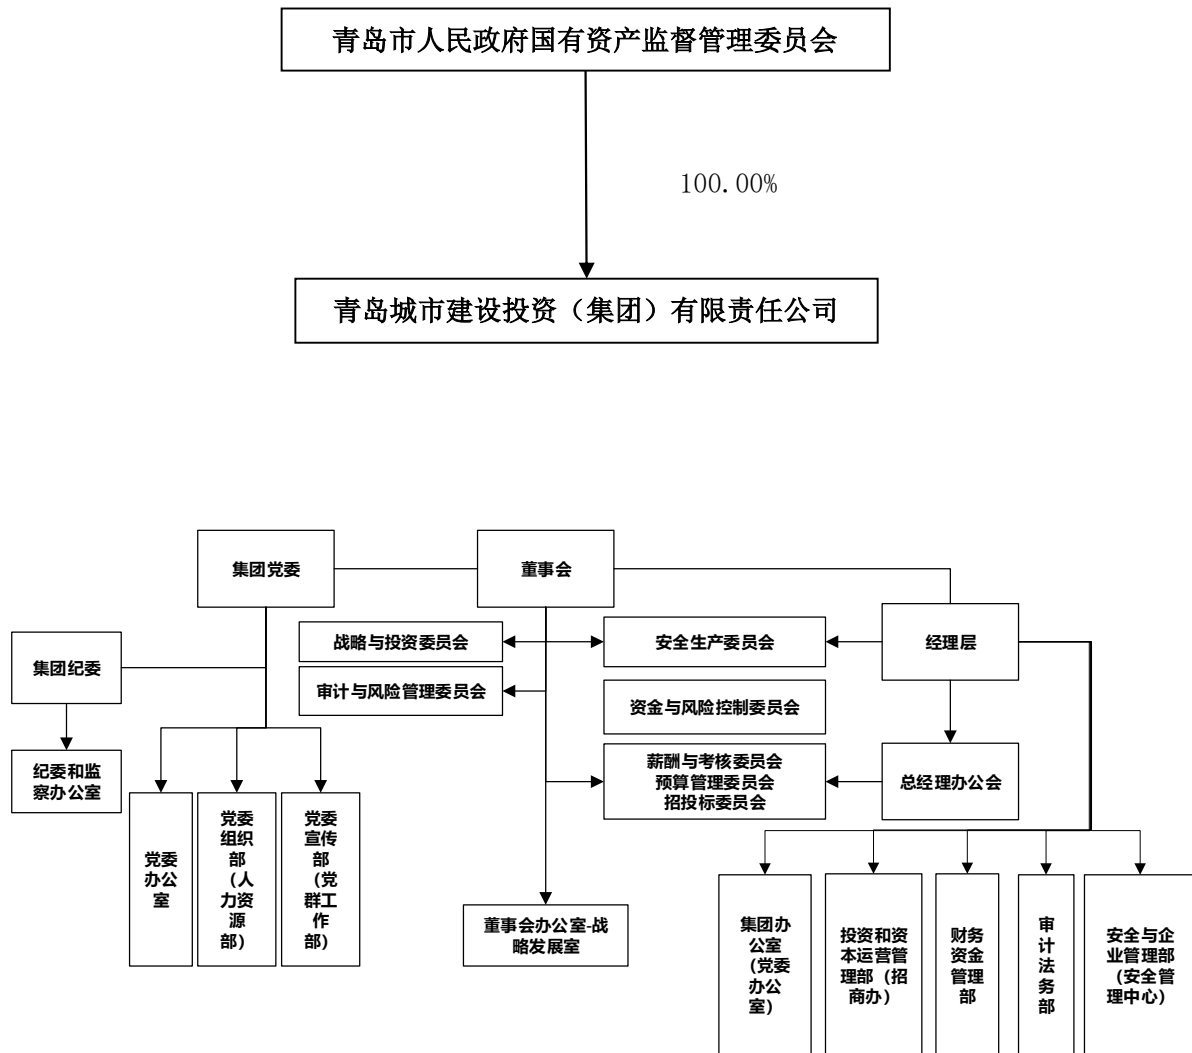 青岛市人民政府国有资产监督管理委员会
100.00%
青岛城市建设投资（集团）有限责任公司
集团党委
董事会
经理层
集团纪委
战略与投资委员会
安全生产委员会
审计与风险管理委员会
资金与风险控制委员会
纪委和监
察办公室
薪酬与考核委员会
预算管理委员会
招投标委员会
总经理办公会
党委
办公
室
党委
组织
部
（人
力资
源
部）
党委
宣传
部
（党
群工
作
部）
董事会办公室-战
略发展室
集团办
公室
（党委
办公
室）
投资和资
本运营管
理部（招
商办）
财务
资金
管理
部
审
计
法
务
部
安全与企
业管理部
（安全管
理中心）